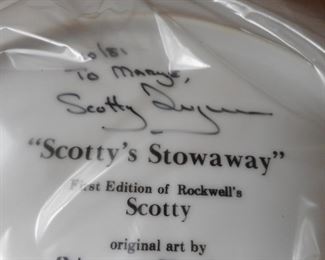 To Marge,
Scotty
"Scotty's Stowaway"
First Edition of Rockwell's
Scotty
original art by